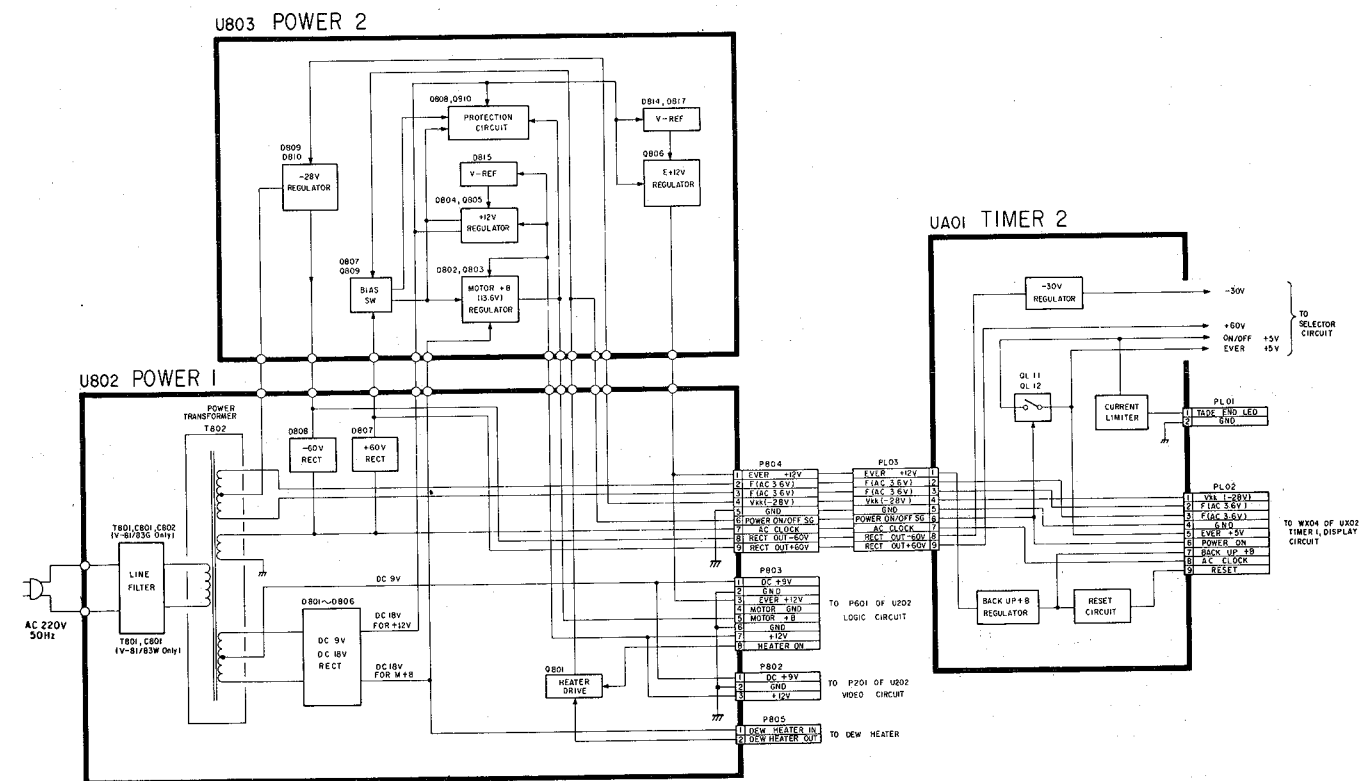 U803 POWER 2
Q808, Q910
PROTECTION
CIRCUIT
D814, D817
V-REF
D809
D810
-28V
REGULATOR
D815
V-REF
Q806
E+12V
REGULATOR
Q804, Q805
+12V
REGULATOR
Q807
Q809
BIAS
SW
Q802, Q803
MOTOR +B
(13.6V)
REGULATOR
UA01 TIMER 2
-30V
REGULATOR
-30V
+60V
ON/OFF +5V
EVER +5V
TO
SELECTOR
CIRCUIT
QL 11
QL 12
CURRENT
LIMITER
PL01
1 TADE END LED
2 GND
U802 POWER 1
POWER
TRANSFORMER
T802
D808
-60V
RECT
D807
+60V
RECT
P804
1 EVER +12V
2 F(AC 3.6V)
3 F(AC 3.6V)
4 Vkk(-28V)
5 GND
6 POWER ON/OFF SG
7 AC CLOCK
8 RECT OUT-60V
9 RECT OUT+60V
PL03
EVER +12V 1
F(AC 3.6V) 2
F(AC 3.6V) 3
Vkk(-28V) 4
GND 5
POWER ON/OFF SG 6
AC CLOCK 7
RECT OUT-60V 8
RECT OUT+60V 9
PL02
1 Vkk (-28V)
2 F(AC 3.6V)
3 F(AC 3.6V)
4 GND
5 EVER +5V
6 POWER ON
7 BACK UP +B
8 AC CLOCK
9 RESET
TO WX04 OF UX02
TIMER 1, DISPLAY
CIRCUIT
BACK UP+B
REGULATOR
RESET
CIRCUIT
T801, C801, C802
(V-81/83G Only)
LINE
FILTER
AC 220V
50Hz
T801, C801
(V-81/83W Only)
DC 9V
D801~D806
DC 9V
DC 18V
RECT
DC 18V
FOR +12V
DC 18V
FOR M+B
Q801
HEATER
DRIVE
P803
1 DC +9V
2 GND
3 EVER +12V
4 MOTOR GND
5 MOTOR +B
6 GND
7 +12V
8 HEATER ON
TO P601 OF U202
LOGIC CIRCUIT
P802
1 DC +9V
2 GND
3 +12V
TO P201 OF U202
VIDEO CIRCUIT
P805
1 DEW HEATER IN
2 DEW HEATER OUT
TO DEW HEATER